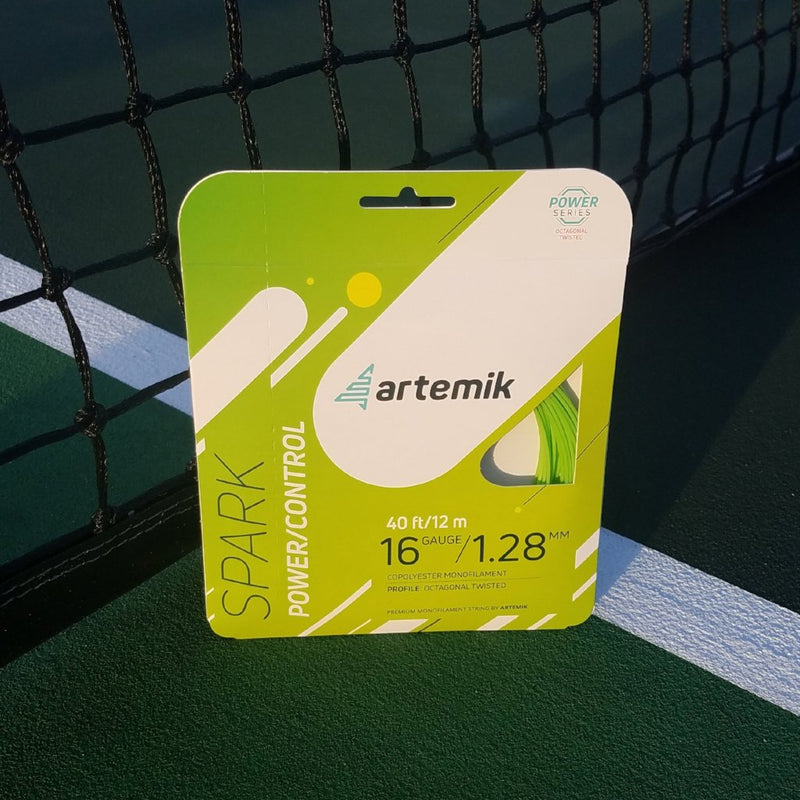 POWER
SERIES
OCTAGONAL
TWISTED
artemik
SPARK
POWER/CONTROL
40 ft/12 m
16 GAUGE/1.28 MM
COPOLYESTER MONOFILAMENT
PROFILE: OCTAGONAL TWISTED
PREMIUM MONOFILAMENT STRING BY ARTEMIK